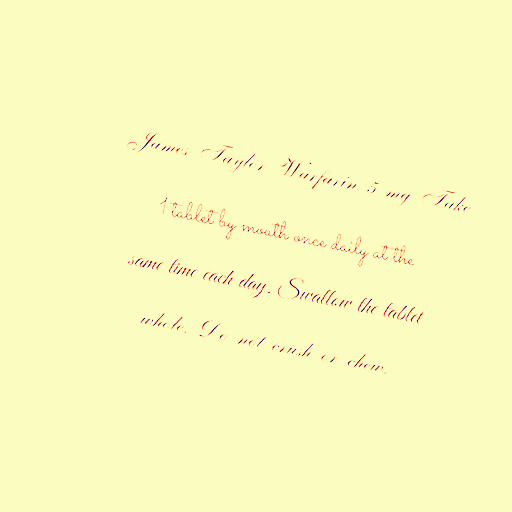 James Taylor Warfarin 5 mg Take
1 tablet by mouth once daily at the
same time each day. Swallow the tablet
whole. Do not crush or chew.